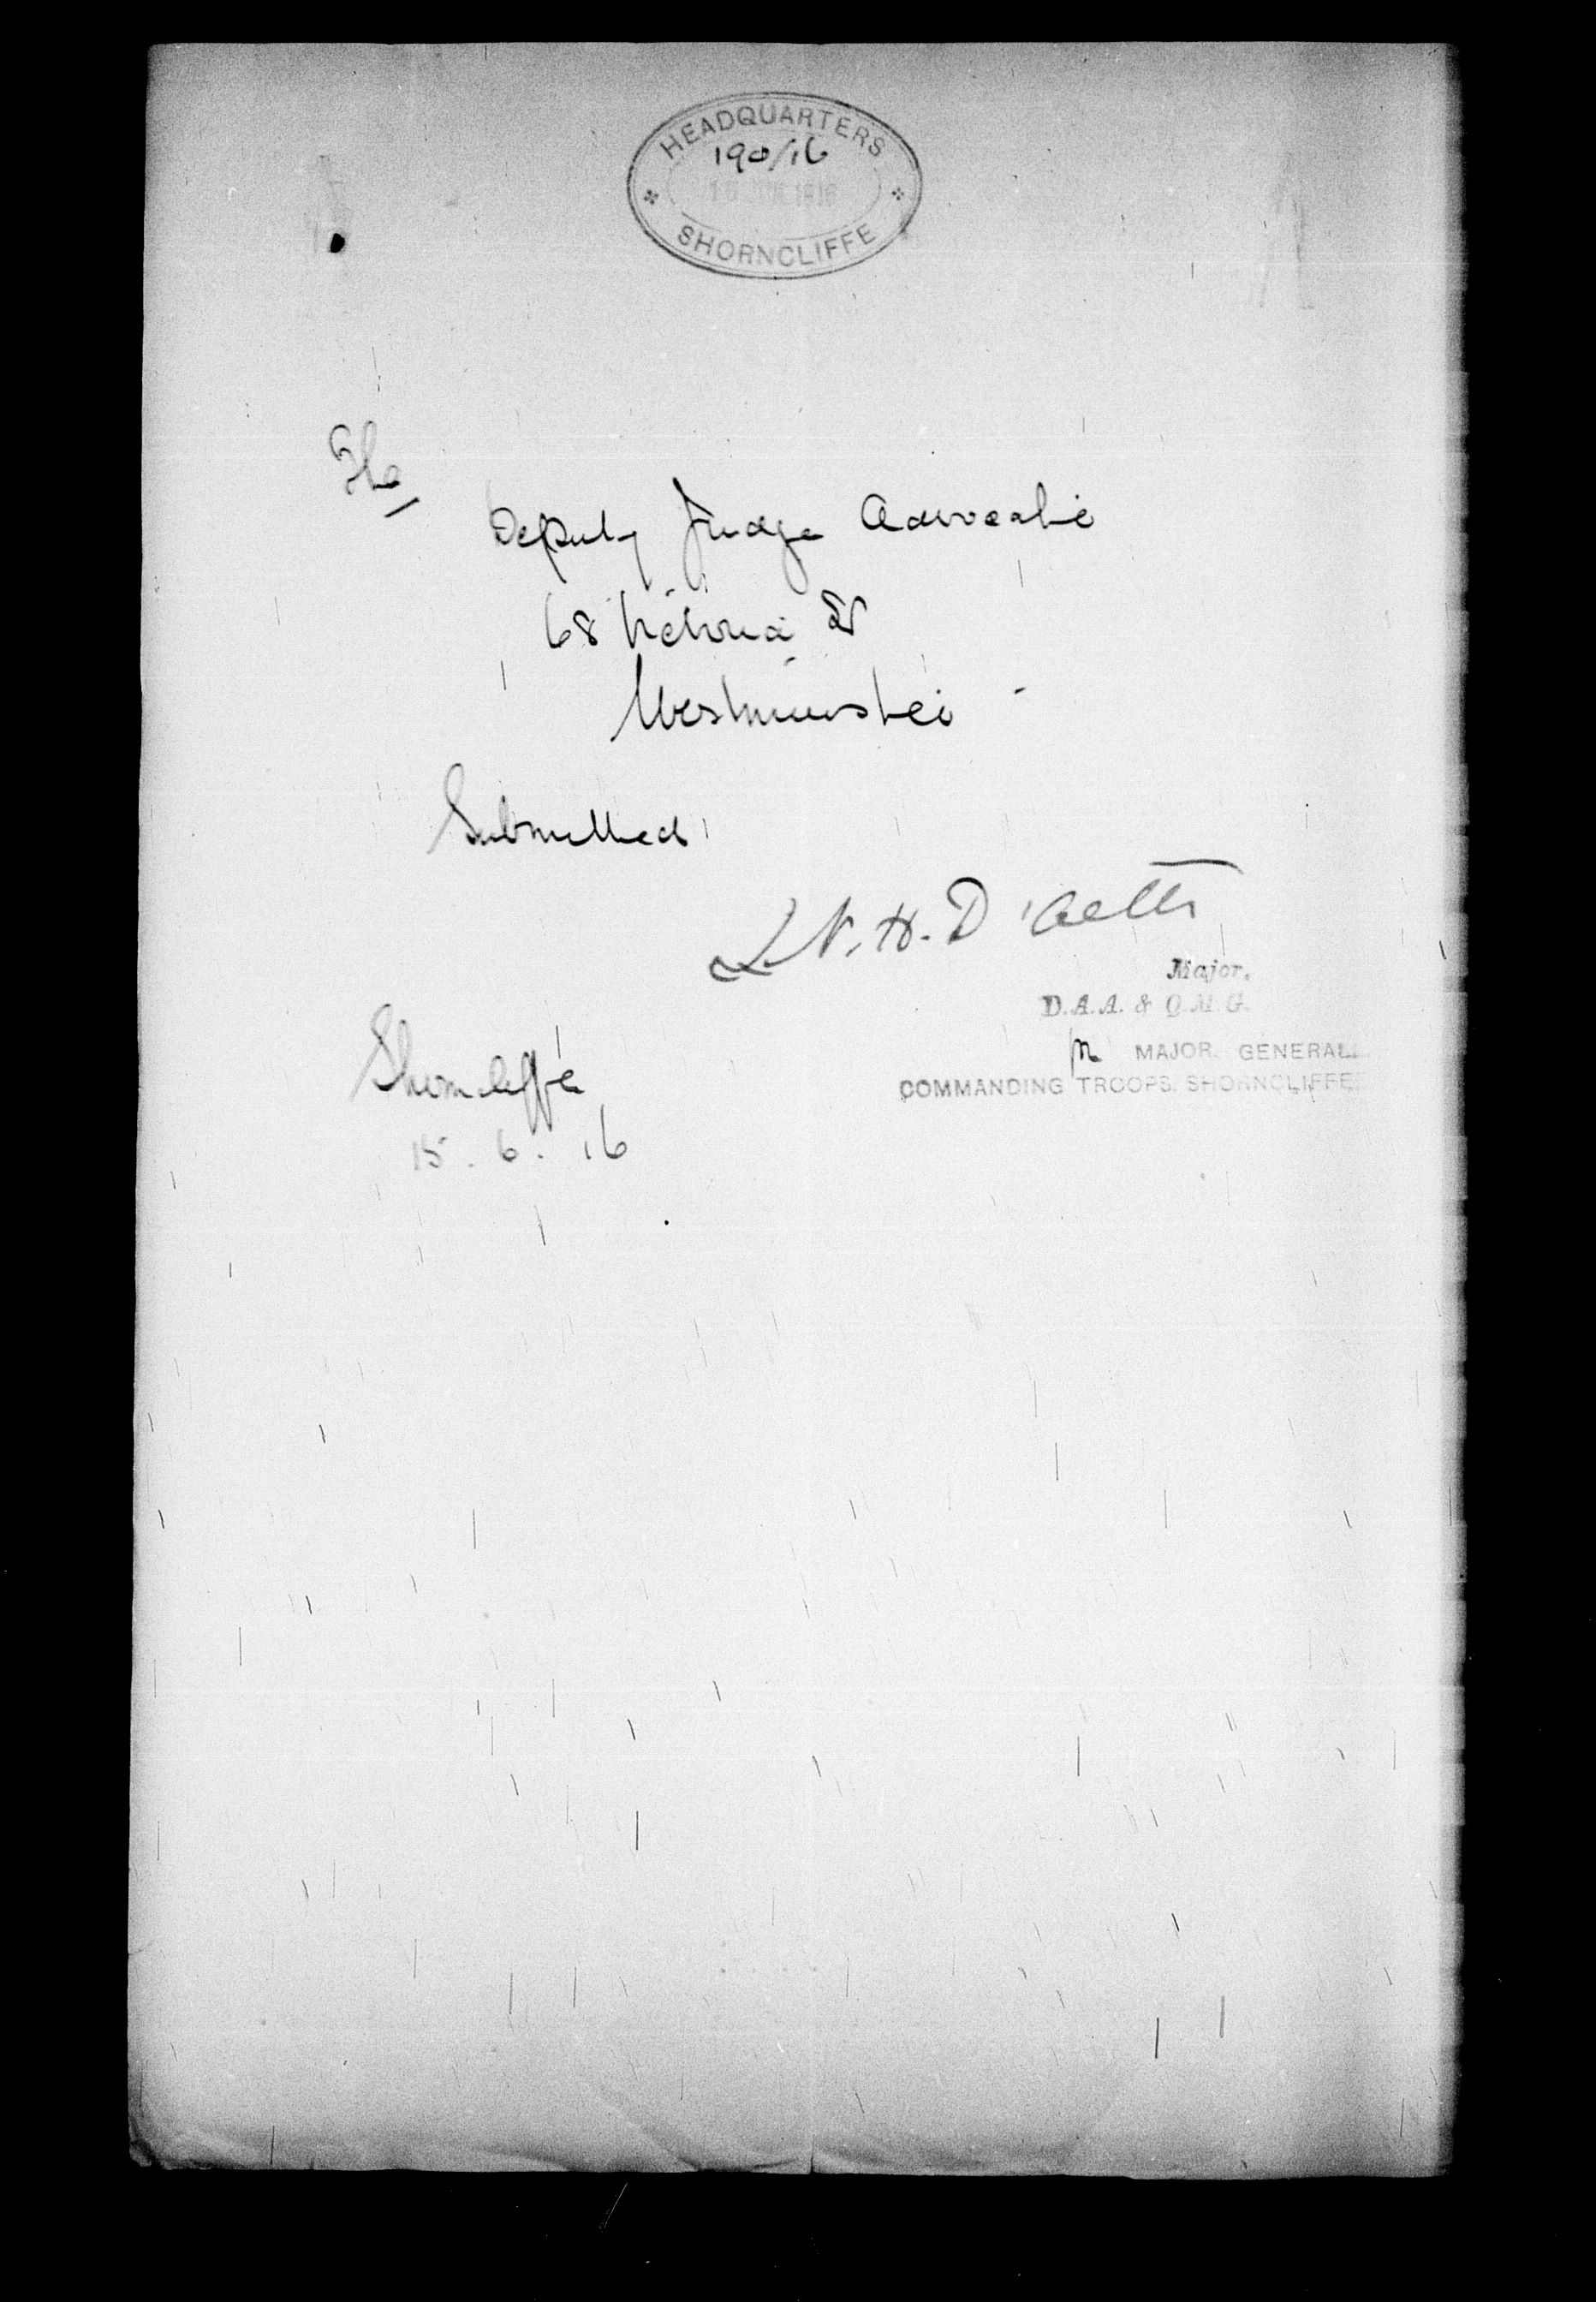 HEADQUARTERS
190/16
1916
SHORNCLIFFE
The
Deputy Judge Advocate
68 Victoria St
Westminster
Submitted
Major.
D.A.A. & Q.M.G.
MAJOR. GENERAL
COMMANDING TROOPS. SHORNCLIFFE
Shorncliffe
15. 6. 16